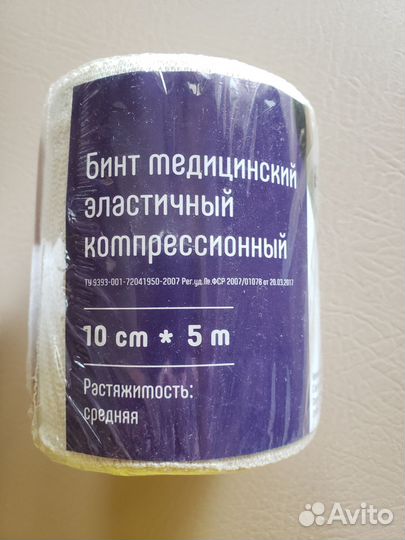 Бинт медицинский
эластичный
компрессионный
ТУ 9393-001-72041950-2007 Рег.уд.№.ФСР 2007/01078 от 20.03.2017
10 cm * 5 m
Растяжимость:
средняя
Avito